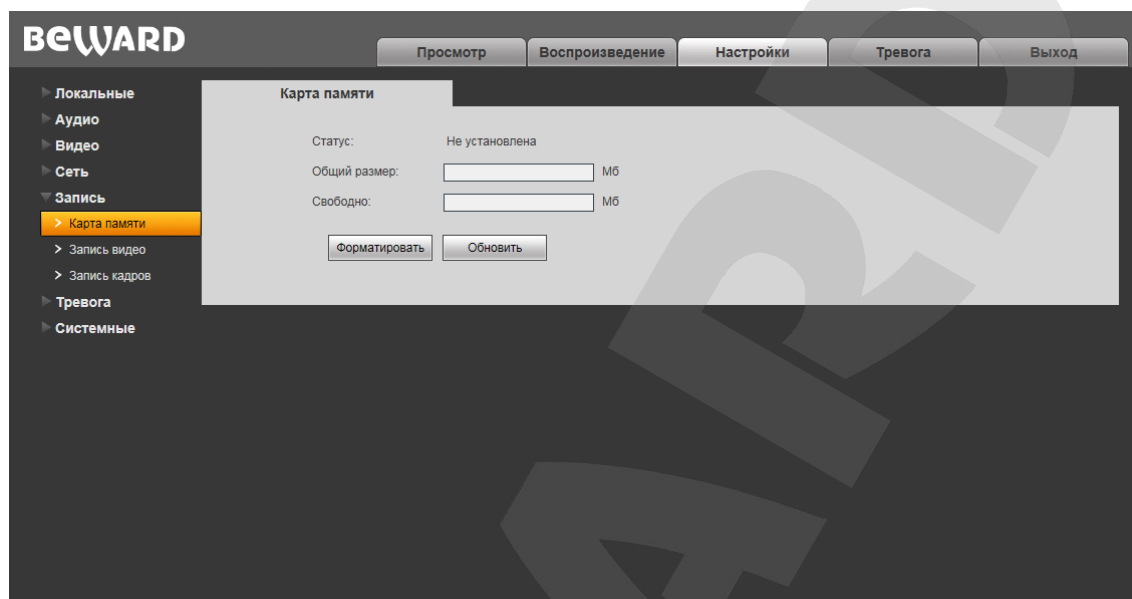 BEWARD
Просмотр Воспроизведение Настройки Тревога Выход
Локальные
Аудио
Видео
Сеть
Запись
Карта памяти
Запись видео
Запись кадров
Тревога
Системные
Карта памяти
Статус: Не установлена
Общий размер: Мб
Свободно: Мб
Форматировать Обновить
ARD